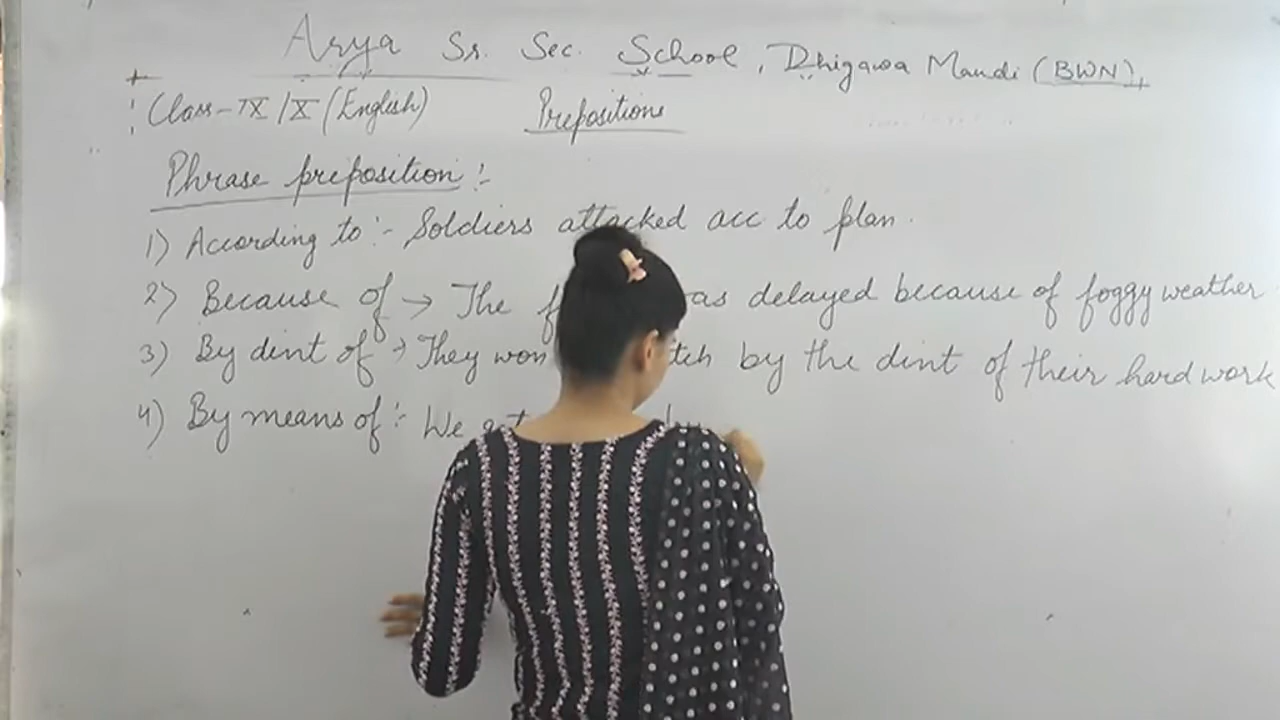 Arya Sr. Sec. School, Dhigawa Mandi (BWN)
Class-IX/X (English) Prepositions
Phrase preposition :-
1) According to :- Soldiers attacked acc to plan.
2) Because of → The as delayed because of foggy weather
3) By dint of → They won tch by the dint of their hard work
4) By means of :- We